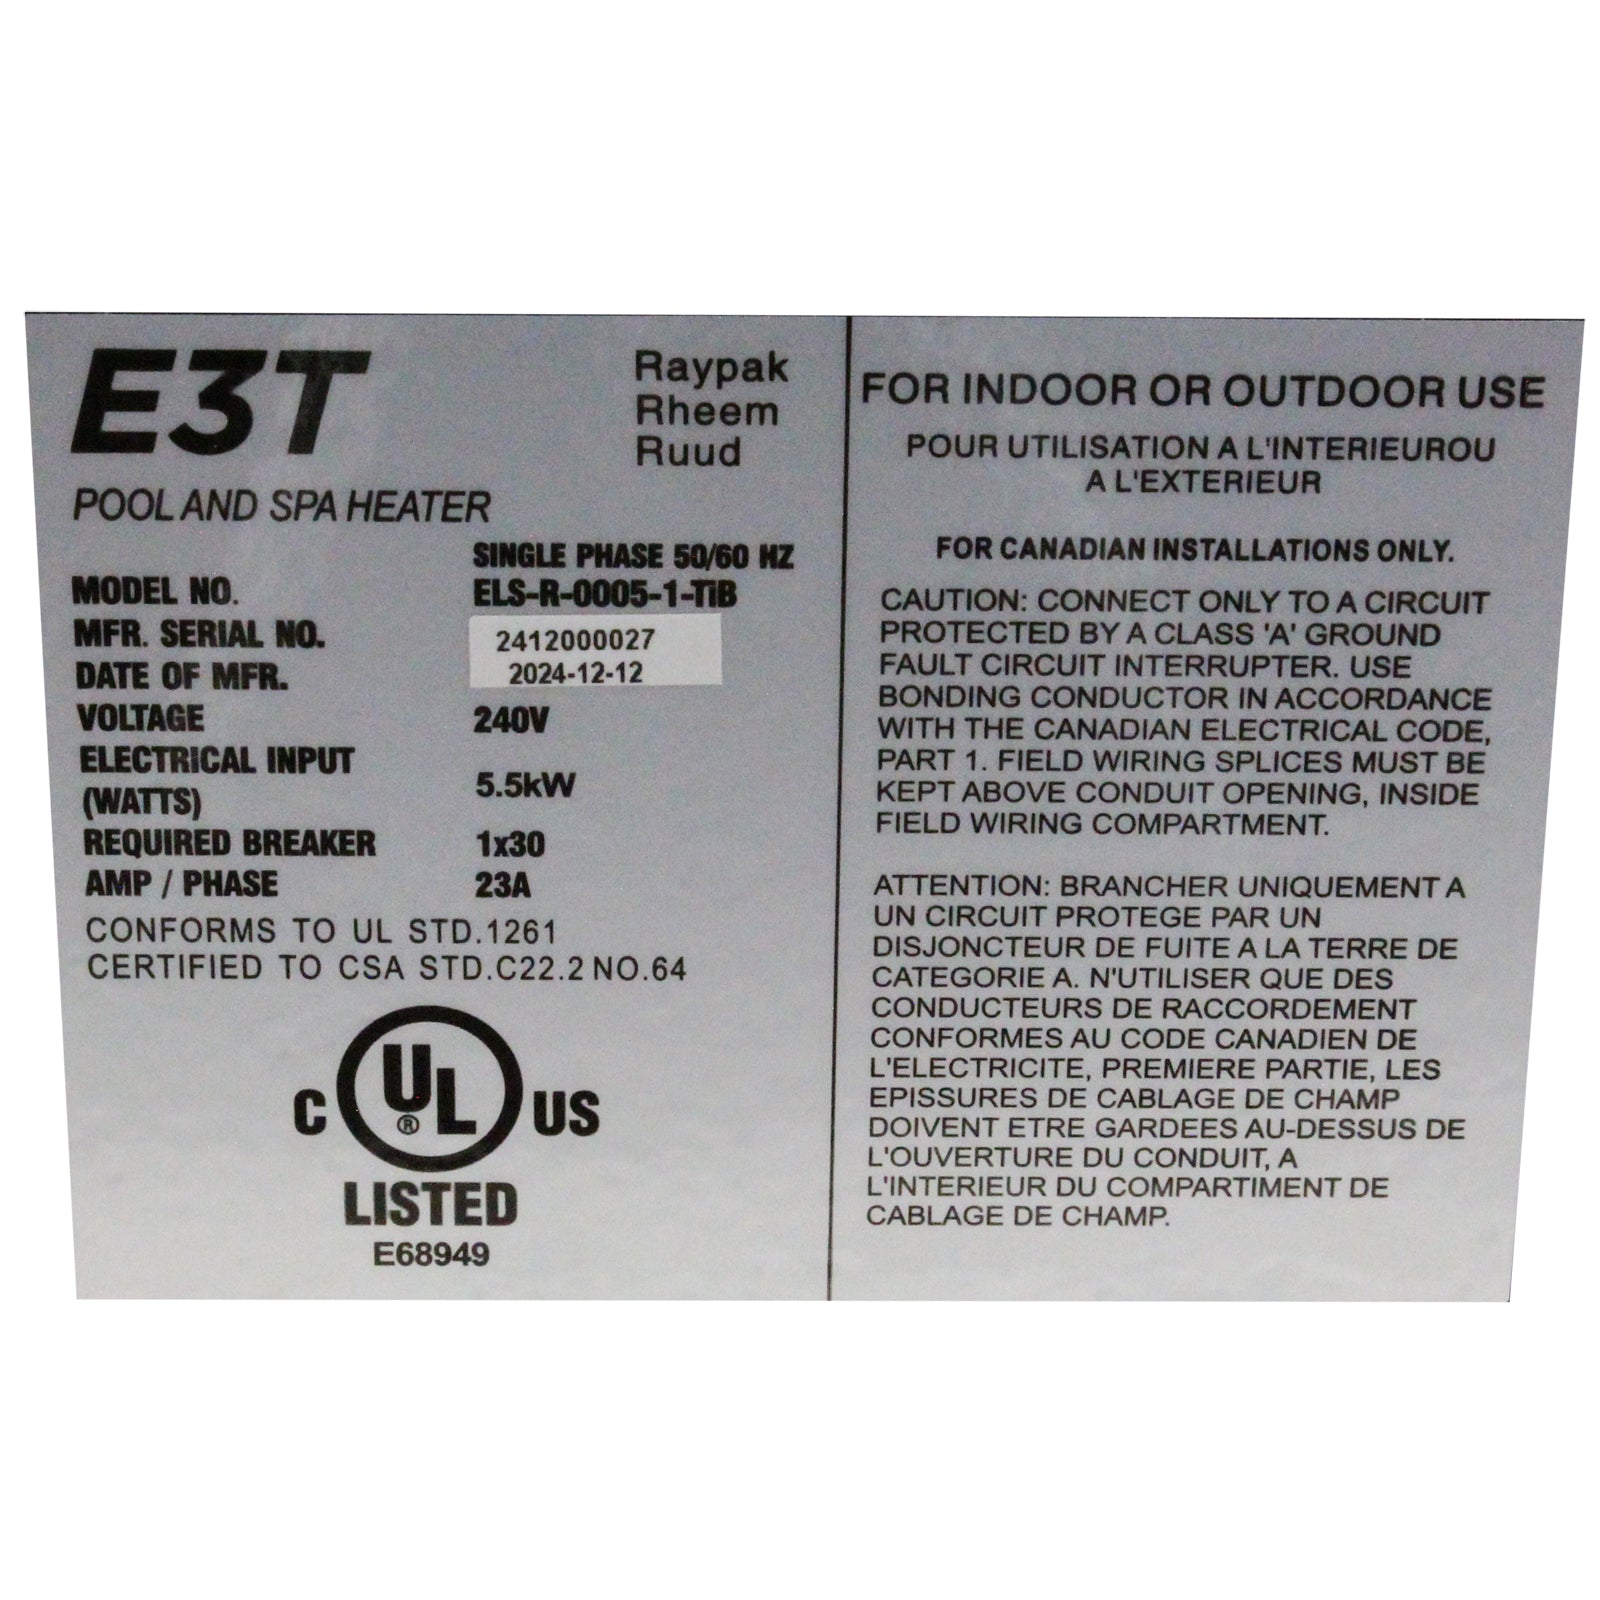 E3T
Raypak
Rheem
Ruud
POOL AND SPA HEATER
SINGLE PHASE 50/60 HZ
MODEL NO. ELS-R-0005-1-TiB
MFR. SERIAL NO. 2412000027
DATE OF MFR. 2024-12-12
VOLTAGE 240V
ELECTRICAL INPUT
(WATTS) 5.5kW
REQUIRED BREAKER 1x30
AMP / PHASE 23A
CONFORMS TO UL STD.1261
CERTIFIED TO CSA STD.C22.2 NO.64
C UL ® US
LISTED
E68949
FOR INDOOR OR OUTDOOR USE
POUR UTILISATION A L'INTERIEUROU
A L'EXTERIEUR
FOR CANADIAN INSTALLATIONS ONLY.
CAUTION: CONNECT ONLY TO A CIRCUIT
PROTECTED BY A CLASS 'A' GROUND
FAULT CIRCUIT INTERRUPTER. USE
BONDING CONDUCTOR IN ACCORDANCE
WITH THE CANADIAN ELECTRICAL CODE,
PART 1. FIELD WIRING SPLICES MUST BE
KEPT ABOVE CONDUIT OPENING, INSIDE
FIELD WIRING COMPARTMENT.
ATTENTION: BRANCHER UNIQUEMENT A
UN CIRCUIT PROTEGE PAR UN
DISJONCTEUR DE FUITE A LA TERRE DE
CATEGORIE A. N'UTILISER QUE DES
CONDUCTEURS DE RACCORDEMENT
CONFORMES AU CODE CANADIEN DE
L'ELECTRICITE, PREMIERE PARTIE, LES
EPISSURES DE CABLAGE DE CHAMP
DOIVENT ETRE GARDEES AU-DESSUS DE
L'OUVERTURE DU CONDUIT, A
L'INTERIEUR DU COMPARTIMENT DE
CABLAGE DE CHAMP.